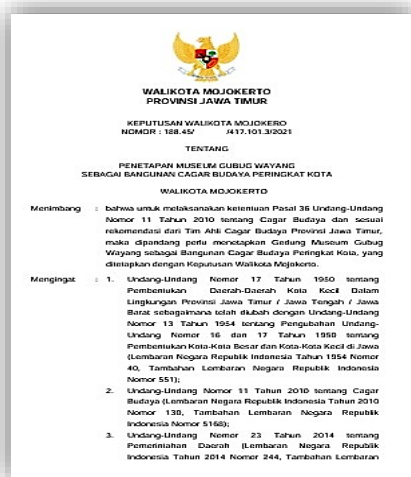 WALIKOTA MOJOKERTO
PROVINSI JAWA TIMUR
KEPUTUSAN WALIKOTA MOJOKERO
NOMOR : 188.45/ /417.101.3/2021
TENTANG
PENETAPAN MUSEUM GUBUG WAYANG
SEBAGAI BANGUNAN CAGAR BUDAYA PERINGKAT KOTA
WALIKOTA MOJOKERTO
Menimbang : bahwa untuk melaksanakan ketentuan Pasal 36 Undang-Undang
Nomor 11 Tahun 2010 tentang Cagar Budaya dan sesuai
rekomendasi dari Tim Ahli Cagar Budaya Provinsi Jawa Timur,
maka dipandang perlu menetapkan Gedung Museum Gubug
Wayang sebagai Bangunan Cagar Budaya Peringkat Kota, yang
ditetapkan dengan Keputusan Walikota Mojokerto.
Mengingat : 1. Undang-Undang Nomor 17 Tahun 1950 tentang
Pembentukan Daerah-Daerah Kota Kecil Dalam
Lingkungan Provinsi Jawa Timur / Jawa Tengah / Jawa
Barat sebagaimana telah diubah dengan Undang-Undang
Nomor 13 Tahun 1954 tentang Pengubahan Undang-
Undang Nomor 16 dan 17 Tahun 1950 tentang
Pembentukan Kota-Kota Besar dan Kota-Kota Kecil di Jawa
(Lembaran Negara Republik Indonesia Tahun 1954 Nomor
40, Tambahan Lembaran Negara Republik Indonesia
Nomor 551);
2. Undang-Undang Nomor 11 Tahun 2010 tentang Cagar
Budaya (Lembaran Negara Republik Indonesia Tahun 2010
Nomor 130, Tambahan Lembaran Negara Republik
Indonesia Nomor 5168);
3. Undang-Undang Nomor 23 Tahun 2014 tentang
Pemerintahan Daerah (Lembaran Negara Republik
Indonesia Tahun 2014 Nomor 244, Tambahan Lembaran